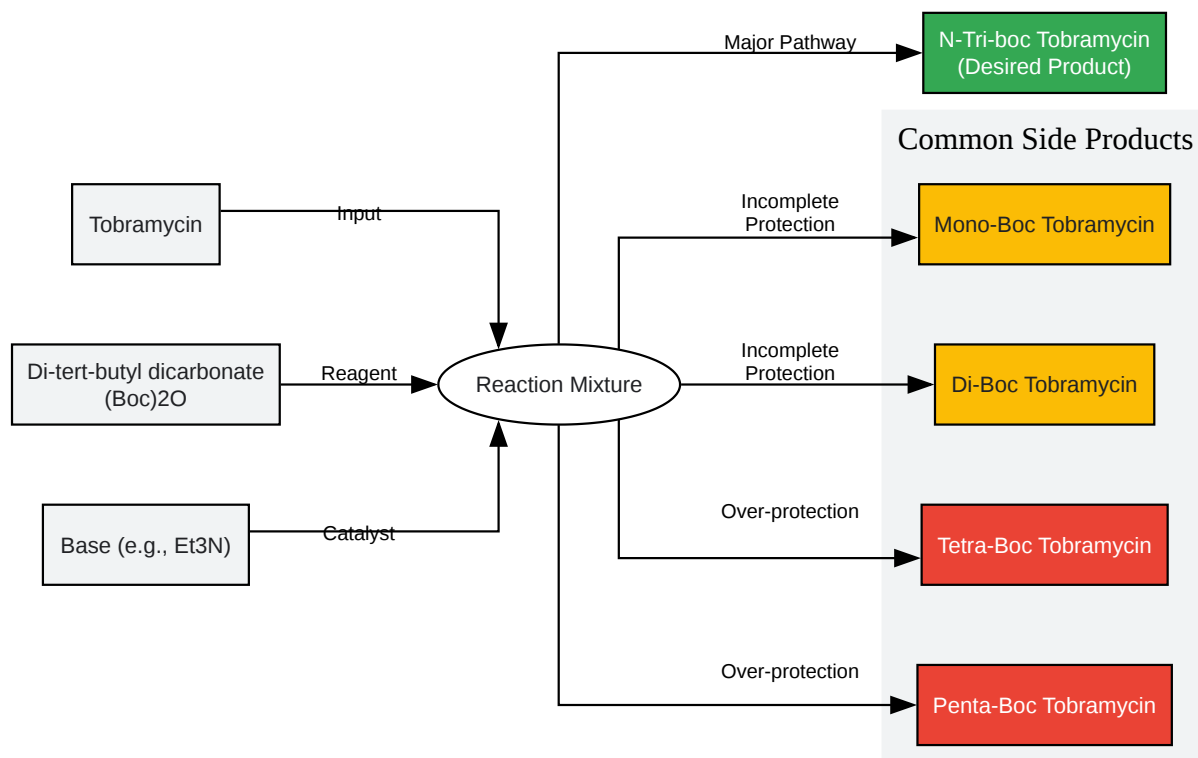 Major Pathway
N-Tri-boc Tobramycin
(Desired Product)
Common Side Products
Tobramycin
Input
Incomplete
Protection
Mono-Boc Tobramycin
Di-tert-butyl dicarbonate
(Boc)2O
Reagent
Reaction Mixture
Incomplete
Protection
Di-Boc Tobramycin
Base (e.g., Et3N)
Catalyst
Over-protection
Tetra-Boc Tobramycin
Over-protection
Penta-Boc Tobramycin